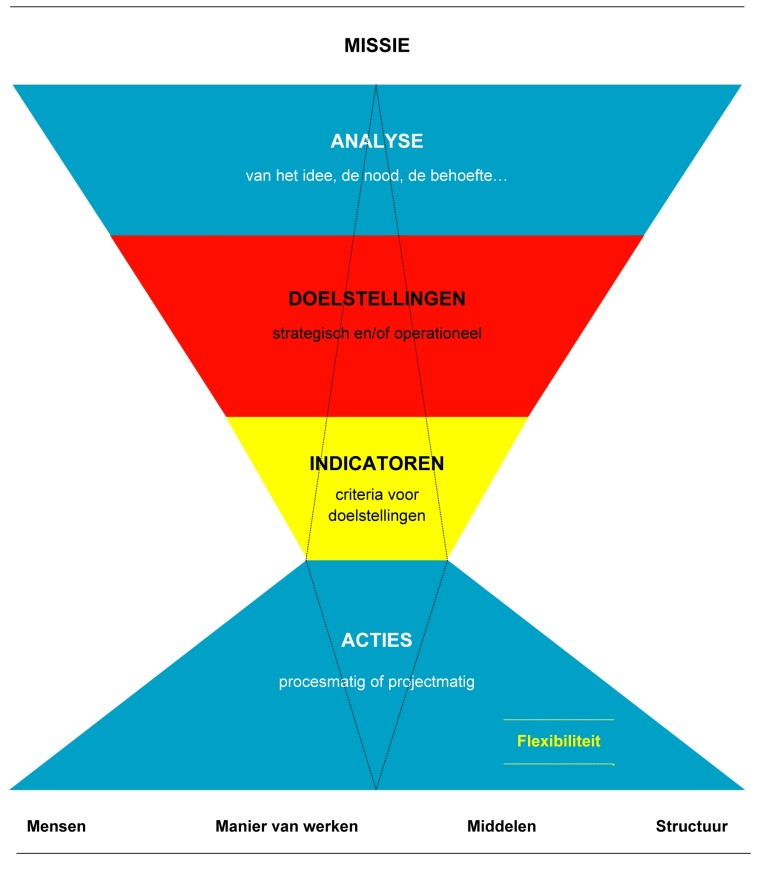 MISSIE
ANALYSE
van het idee, de nood, de behoefte…
DOELSTELLINGEN
strategisch en/of operationeel
INDICATOREN
criteria voor
doelstellingen
ACTIES
procesmatig of projectmatig
Flexibiliteit
Mensen Manier van werken Middelen Structuur